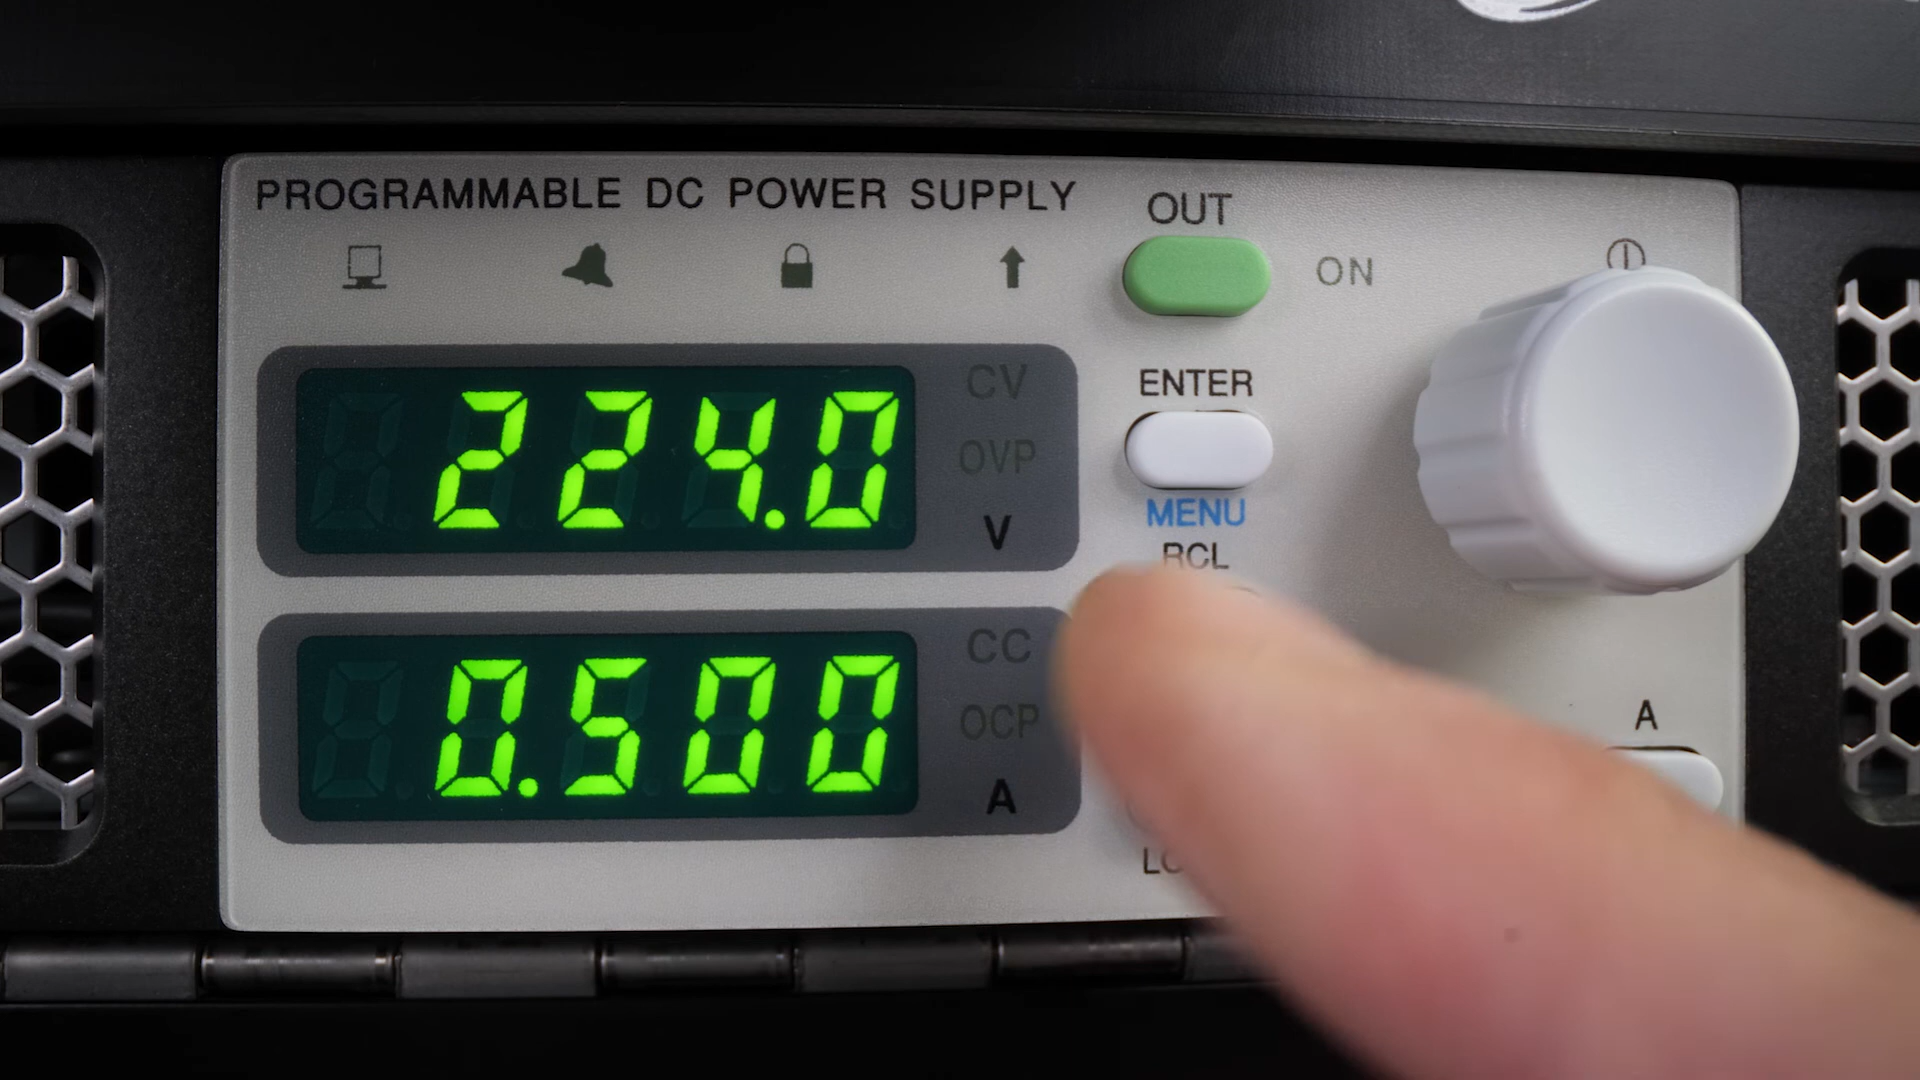 PROGRAMMABLE DC POWER SUPPLY
OUT
ON
224.0
CV
OVP
V
ENTER
MENU
RCL
0.500
CC
OCP
A
A